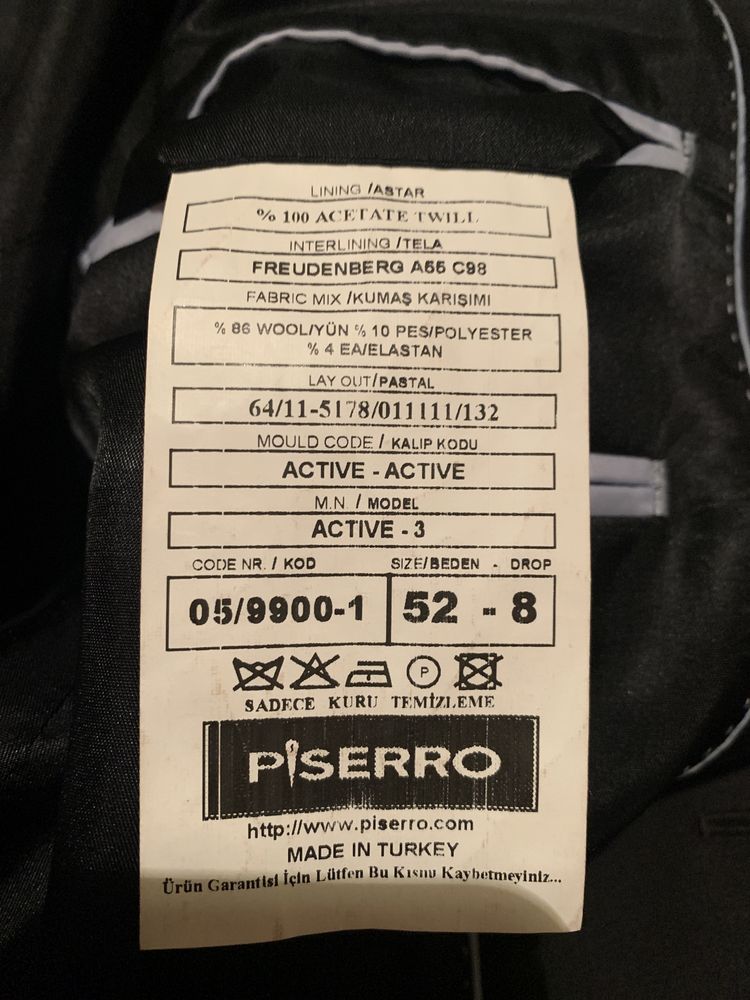 LINING /ASTAR
% 100 ACETATE TWILL
INTERLINING /TELA
FREUDENBERG A55 C98
FABRIC MIX /KUMAŞ KARIŞIMI
% 86 WOOL/YÜN % 10 PES/POLYESTER
% 4 EA/ELASTAN
LAY OUT/PASTAL
64/11-5178/011111/132
MOULD CODE / KALIP KODU
ACTIVE - ACTIVE
M.N. / MODEL
ACTIVE - 3
CODE NR. / KOD SIZE/BEDEN - DROP
05/9900-1 52 - 8
P
SADECE KURU TEMİZLEME
PISERRO
http://www.piserro.com
MADE IN TURKEY
Ürün Garantisi İçin Lütfen Bu Kısmı Kaybetmeyiniz...